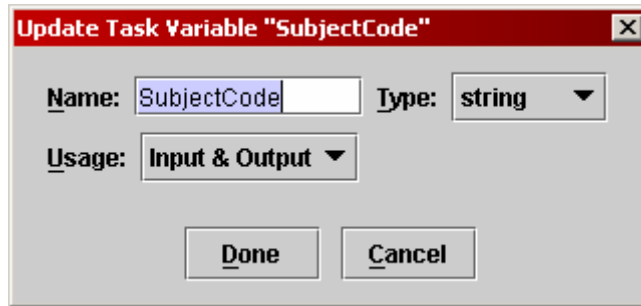 Update Task Variable "SubjectCode"
Name: SubjectCode Type: string
Usage: Input & Output
Done Cancel